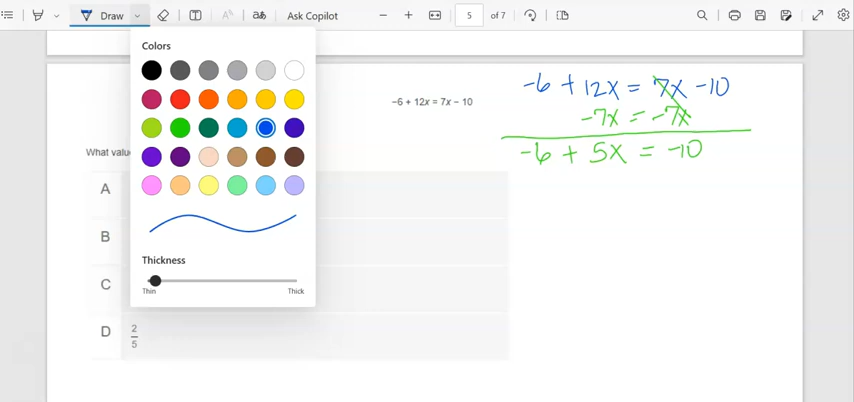 Draw
Ask Copilot
5
of 7
Colors
−6 + 12x = 7x − 10
What valu
A
B
C
D 2/5
Thickness
Thin
Thick
-6 + 12x = 7x -10
-7x = -7x
-6 + 5x = -10